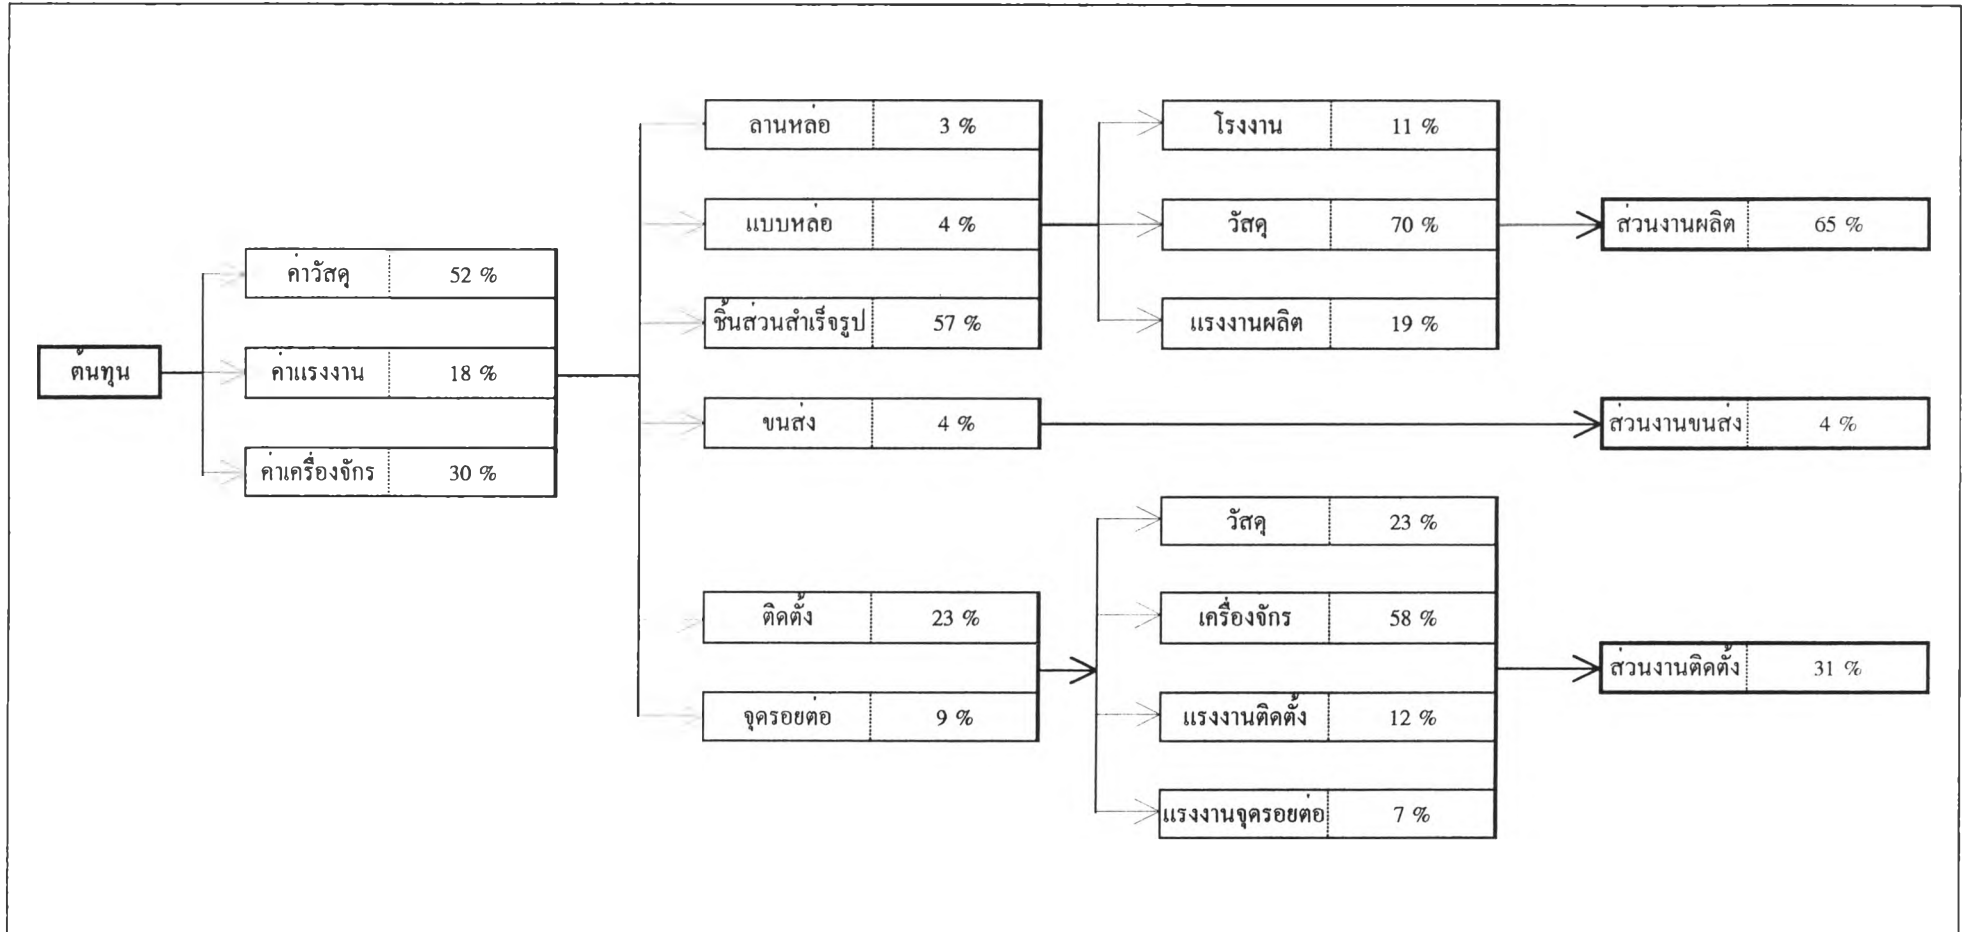 ต้นทุน
ค่าวัสดุ 52 %
ค่าแรงงาน 18 %
ค่าเครื่องจักร 30 %
ลานหล่อ 3 %
แบบหล่อ 4 %
ชิ้นส่วนสำเร็จรูป 57 %
ขนส่ง 4 %
ติดตั้ง 23 %
จุดรอยต่อ 9 %
โรงงาน 11 %
วัสดุ 70 %
แรงงานผลิต 19 %
วัสดุ 23 %
เครื่องจักร 58 %
แรงงานติดตั้ง 12 %
แรงงานจุดรอยต่อ 7 %
ส่วนงานผลิต 65 %
ส่วนงานขนส่ง 4 %
ส่วนงานติดตั้ง 31 %